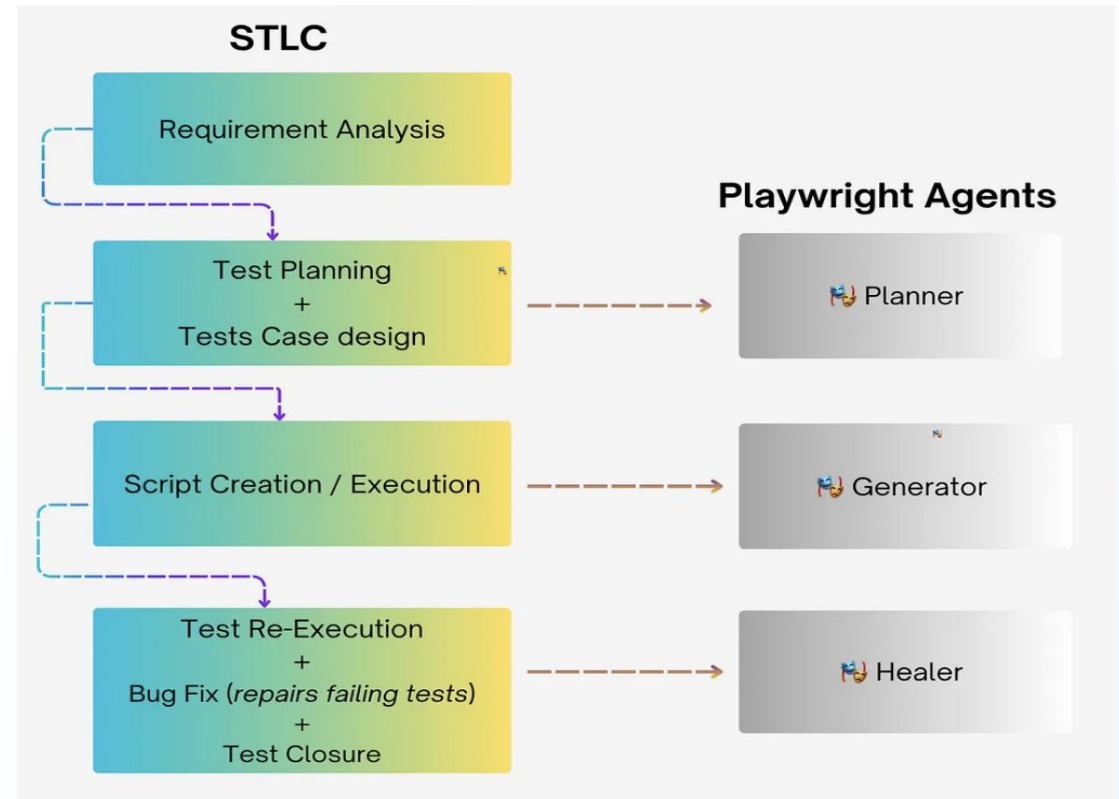 STLC
Requirement Analysis
Test Planning
+
Tests Case design
Script Creation / Execution
Test Re-Execution
+
Bug Fix (repairs failing tests)
+
Test Closure
Playwright Agents
Planner
Generator
Healer